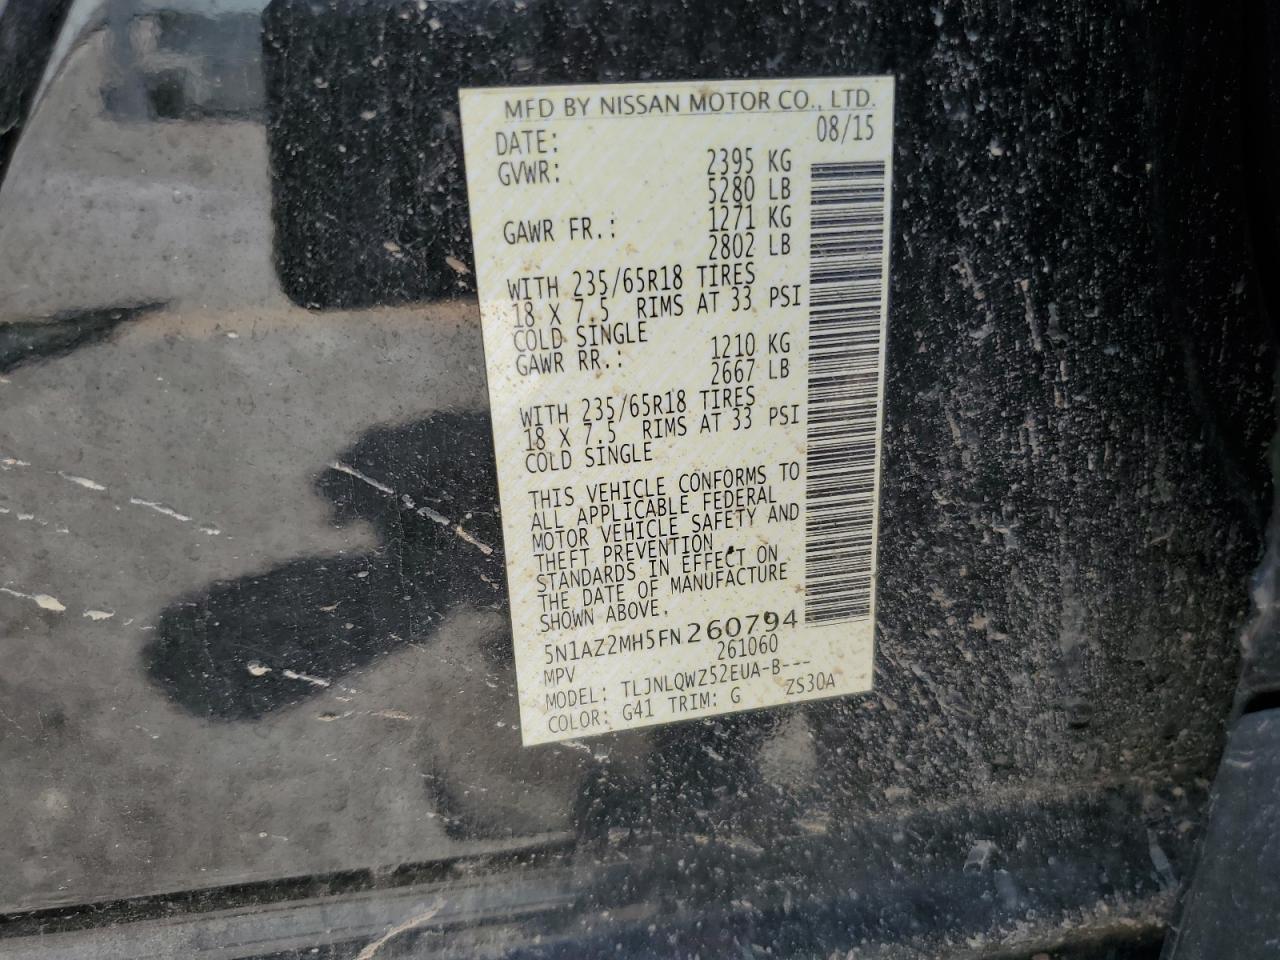 MFD BY NISSAN MOTOR CO., LTD.
DATE: 08/15
GVWR: 2395 KG
5280 LB
GAWR FR.: 1271 KG
2802 LB
WITH 235/65R18 TIRES
18 X 7.5 RIMS AT 33 PSI
COLD SINGLE
GAWR RR.: 1210 KG
2667 LB
WITH 235/65R18 TIRES
18 X 7.5 RIMS AT 33 PSI
COLD SINGLE
THIS VEHICLE CONFORMS TO
ALL APPLICABLE FEDERAL
MOTOR VEHICLE SAFETY AND
THEFT PREVENTION
STANDARDS IN EFFECT ON
THE DATE OF MANUFACTURE
SHOWN ABOVE.
5N1AZ2MH5FN260794
MPV 261060
MODEL: TLJNLQWZ52EUA-B---
COLOR: G41 TRIM: G ZS30A